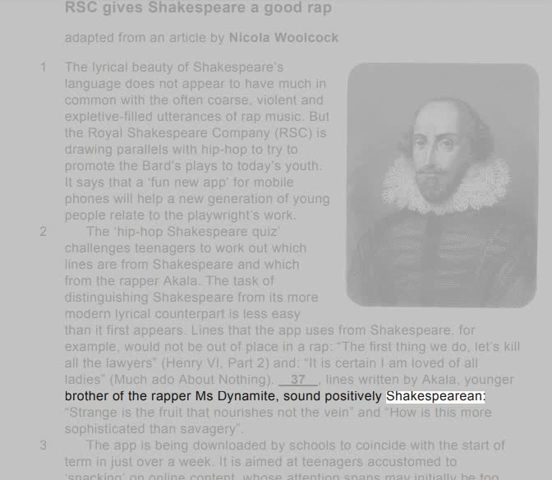 RSC gives Shakespeare a good rap
adapted from an article by Nicola Woolcock
1 The lyrical beauty of Shakespeare's
language does not appear to have much in
common with the often coarse, violent and
expletive-filled utterances of rap music. But
the Royal Shakespeare Company (RSC) is
drawing parallels with hip-hop to try to
promote the Bard's plays to today's youth.
It says that a 'fun new app' for mobile
phones will help a new generation of young
people relate to the playwright's work.
2 The 'hip-hop Shakespeare quiz'
challenges teenagers to work out which
lines are from Shakespeare and which
from the rapper Akala. The task of
distinguishing Shakespeare from its more
modern lyrical counterpart is less easy
than it first appears. Lines that the app uses from Shakespeare, for
example, would not be out of place in a rap: "The first thing we do, let's kill
all the lawyers" (Henry VI, Part 2) and: "It is certain I am loved of all
ladies" (Much ado About Nothing). 37 , lines written by Akala, younger
brother of the rapper Ms Dynamite, sound positively Shakespearean:
"Strange is the fruit that nourishes not the vein" and "How is this more
sophisticated than savagery".
3 The app is being downloaded by schools to coincide with the start of
term in just over a week. It is aimed at teenagers accustomed to
'snacking' on online content, whose attention spans may initially be too